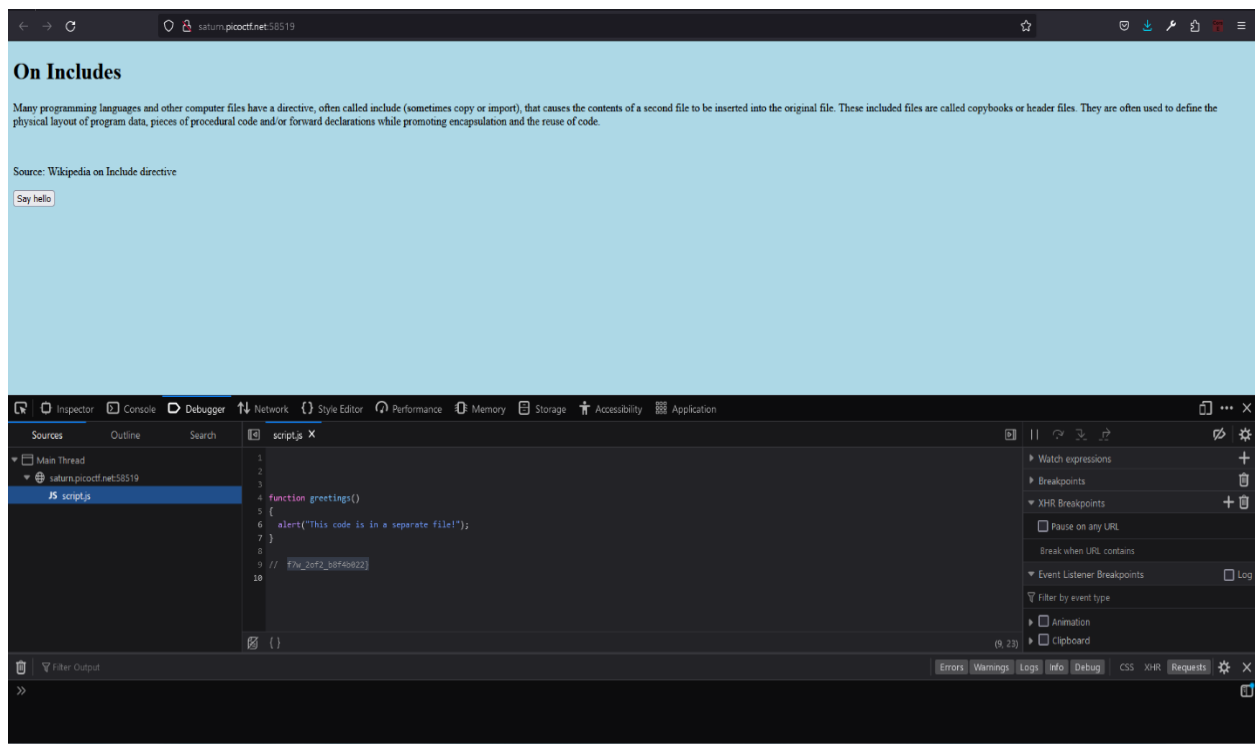 saturn.picoctf.net:58519
On Includes
Many programming languages and other computer files have a directive, often called include (sometimes copy or import), that causes the contents of a second file to be inserted into the original file. These included files are called copybooks or header files. They are often used to define the
physical layout of program data, pieces of procedural code and/or forward declarations while promoting encapsulation and the reuse of code.
Source: Wikipedia on Include directive
Say hello
Inspector Console Debugger Network Style Editor Performance Memory Storage Accessibility Application
Sources Outline Search script.js
Main Thread
saturn.picoctf.net:58519
JS script.js
1
2
3
4 function greetings()
5 {
6 alert("This code is in a separate file!");
7 }
8
9 // f7w_2of2_b8f4b022}
10
(9, 23)
Watch expressions
Breakpoints
XHR Breakpoints
Pause on any URL
Break when URL contains
Event Listener Breakpoints Log
Filter by event type
Animation
Clipboard
Filter Output
Errors Warnings Logs Info Debug CSS XHR Requests